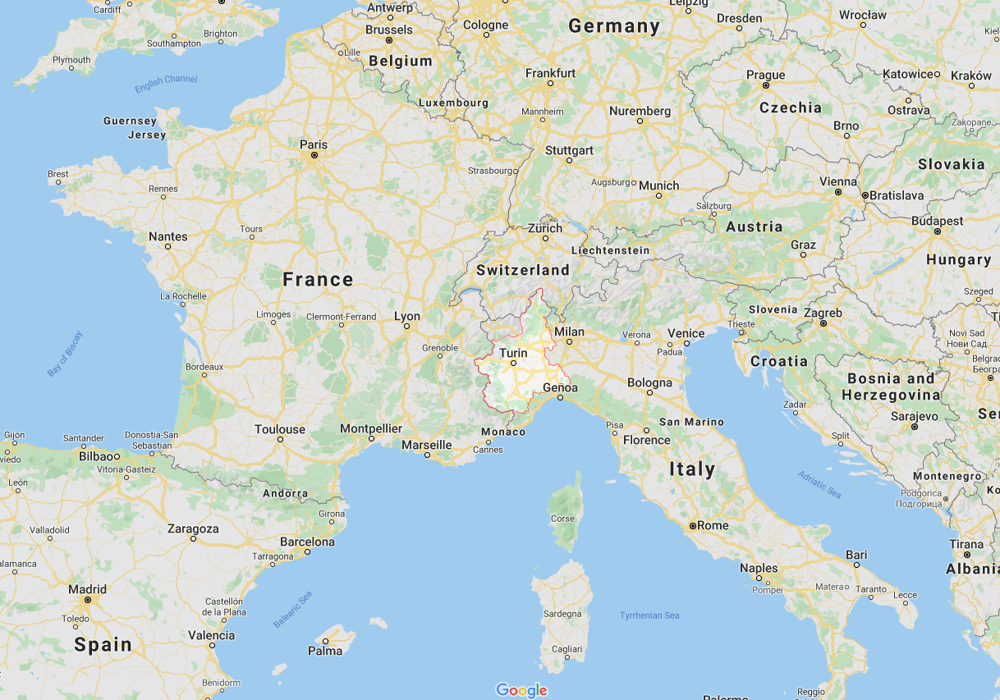 Antwerp
Leipzig
Cardiff
Cologne
Dresden
Wrocław
Germany
Brussels
Brighton
Southampton
Lille
Belgium
Plymouth
Frankfurt
Prague
Katowice
Kraków
English Channel
Luxembourg
Mannheim
Nuremberg
Czechia
Ostrava
Guernsey
Jersey
Brno
Zakopane
Paris
Stuttgart
Slovakia
Strasbourg
Brest
Rennes
Augsburg
Munich
Vienna
Bratislava
Salzburg
Tours
Zürich
Austria
Budapest
Nantes
Liechtenstein
Graz
Hungary
Switzerland
France
La Rochelle
Szeged
Limoges
Clermont-Ferrand
Lyon
Slovenia
Zagreb
Trieste
Milan
Verona
Venice
Novi Sad
Нови Сад
Bay of Biscay
Grenoble
Turin
Padua
Croatia
Bordeaux
Bosnia and
Herzegovina
Bologna
Genoa
Zadar
Sarajevo
San Marino
Pisa
Florence
Monaco
Cannes
Split
Toulouse
Montpellier
Marseille
Gijón
Santander
Donostia-San
Sebastian
Bilbao
Vitoria-Gasteiz
Italy
Adriatic Sea
Montenegro
León
Andorra
Podgorica
Подгорица
Girona
Corse
Rome
Valladolid
Zaragoza
Barcelona
Tarragona
Tirana
Bari
Albania
Naples
Pompei
Matera
Taranto
Lecce
Madrid
Toledo
Castellón
de la Plana
Balearic Sea
Sardegna
Tyrrhenian Sea
Valencia
Spain
Palma
Cagliari
Benidorm
Google
Reggio
Palermo